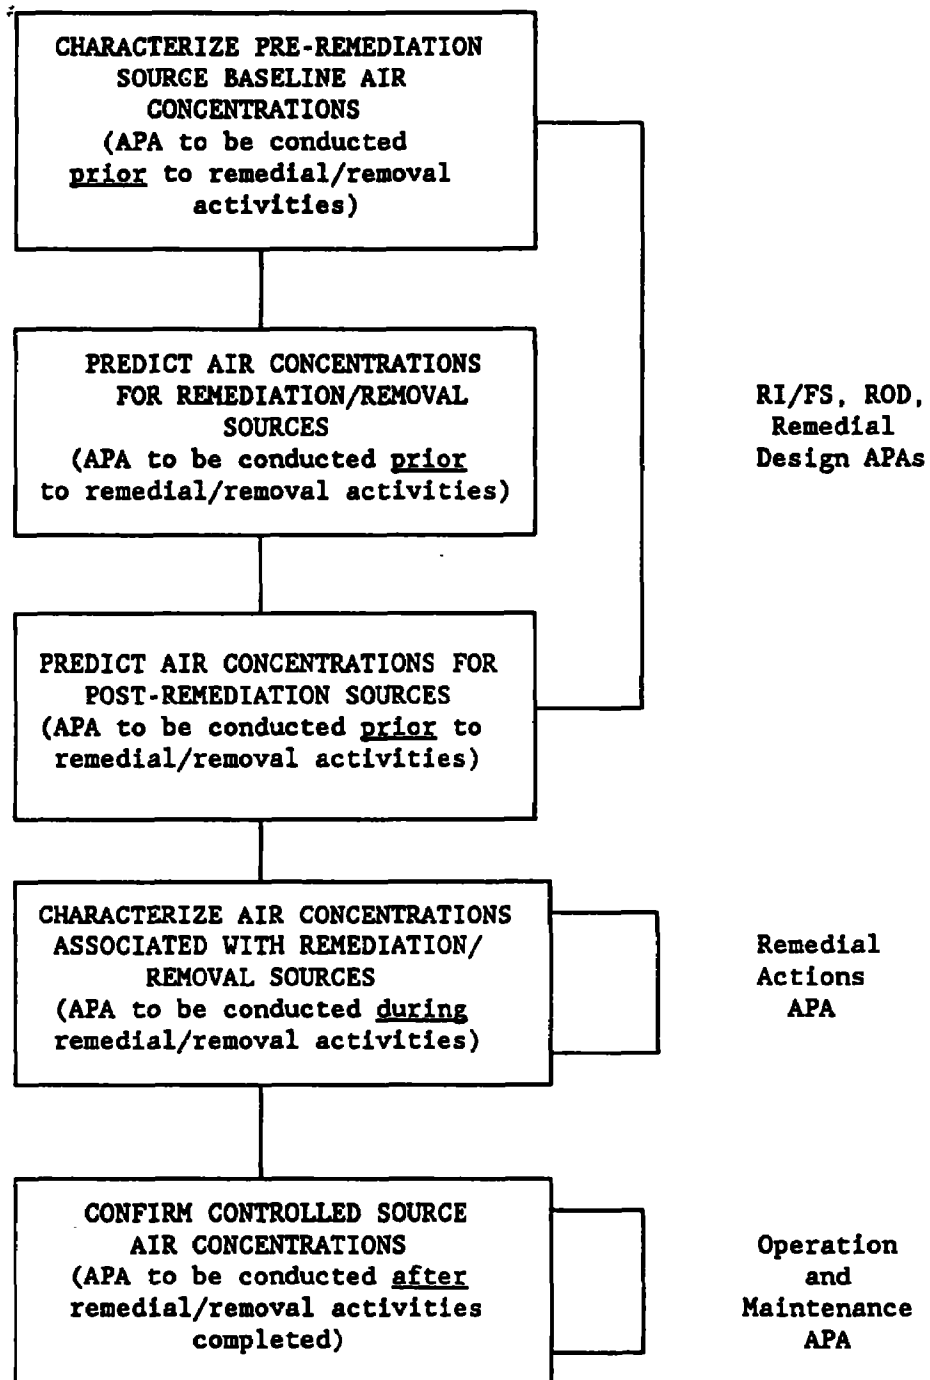 CHARACTERIZE PRE-REMEDIATION
SOURCE BASELINE AIR
CONCENTRATIONS
(APA to be conducted
prior to remedial/removal
activities)
PREDICT AIR CONCENTRATIONS
FOR REMEDIATION/REMOVAL
SOURCES
(APA to be conducted prior
to remedial/removal activities)
RI/FS, ROD,
Remedial
Design APAs
PREDICT AIR CONCENTRATIONS FOR
POST-REMEDIATION SOURCES
(APA to be conducted prior to
remedial/removal activities)
CHARACTERIZE AIR CONCENTRATIONS
ASSOCIATED WITH REMEDIATION/
REMOVAL SOURCES
(APA to be conducted during
remedial/removal activities)
Remedial
Actions
APA
CONFIRM CONTROLLED SOURCE
AIR CONCENTRATIONS
(APA to be conducted after
remedial/removal activities
completed)
Operation
and
Maintenance
APA